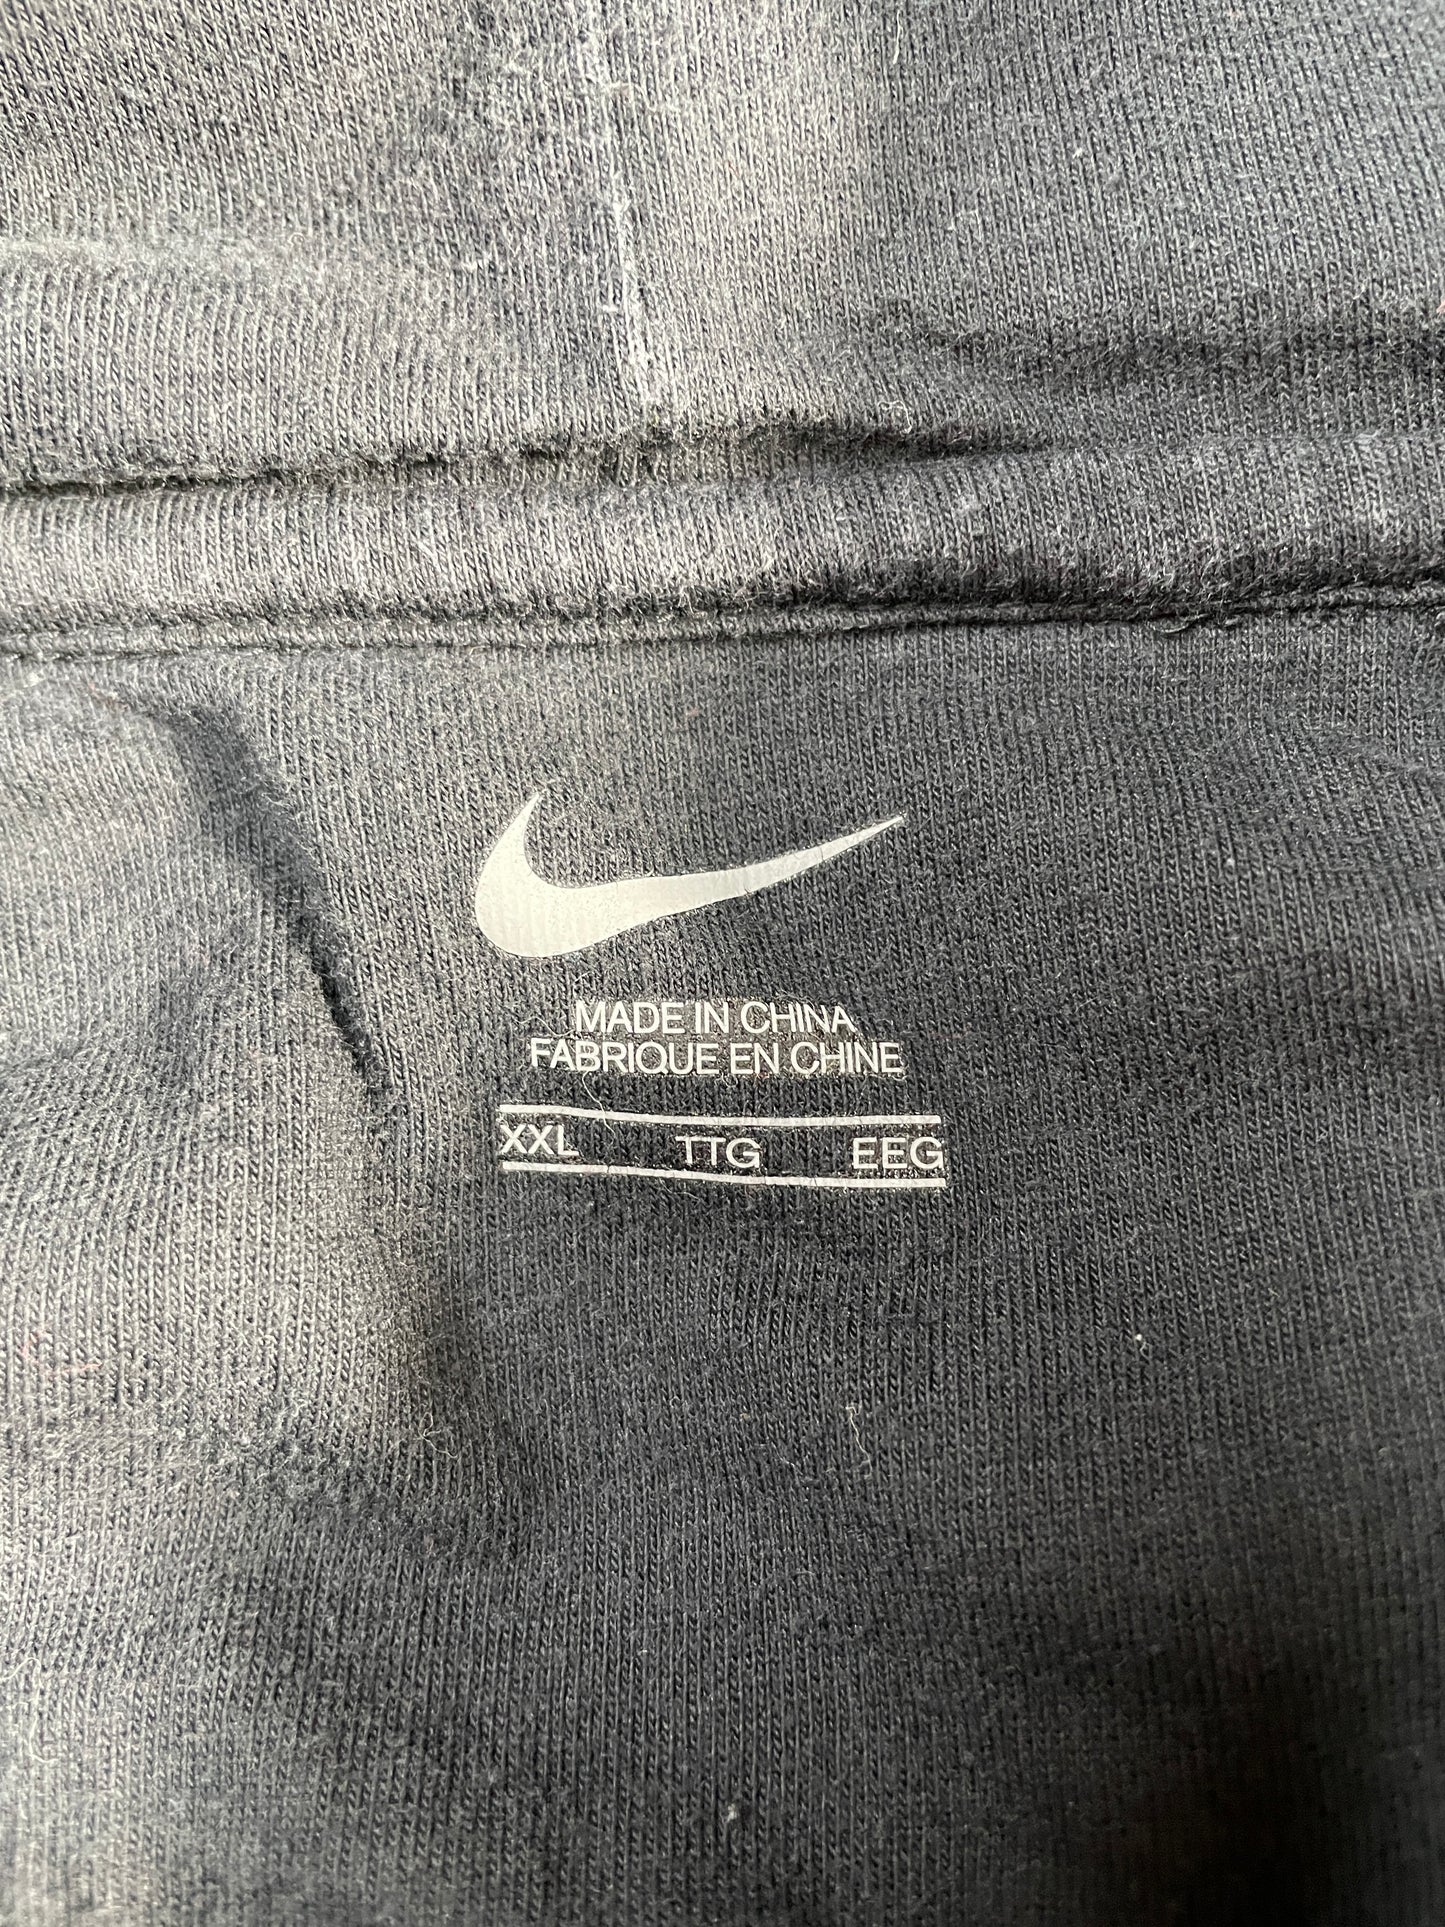 MADE IN CHINA
FABRIQUE EN CHINE
XXL TTG EEG